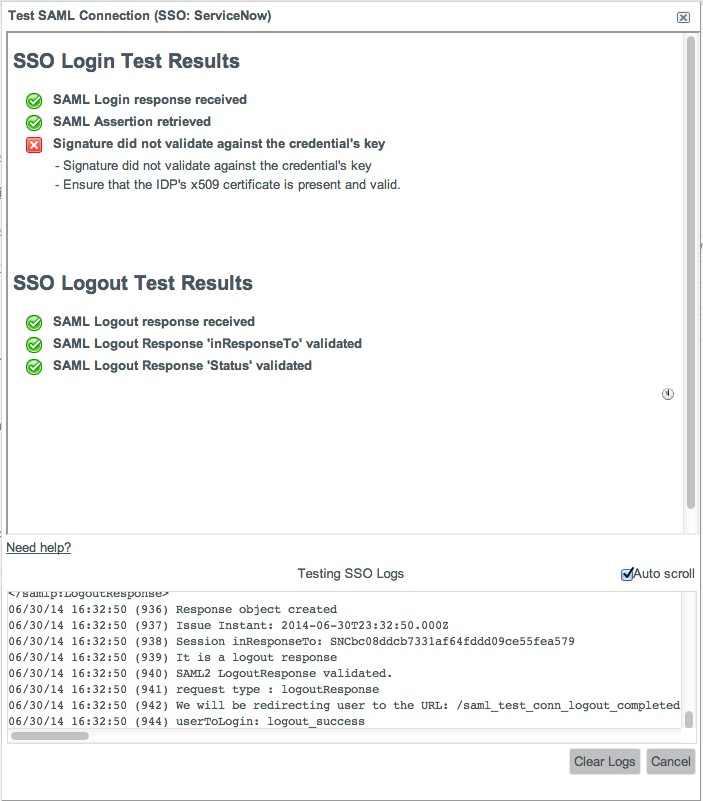 Test SAML Connection (SSO: ServiceNow)
SSO Login Test Results
SAML Login response received
SAML Assertion retrieved
Signature did not validate against the credential's key
- Signature did not validate against the credential's key
- Ensure that the IDP's x509 certificate is present and valid.
SSO Logout Test Results
SAML Logout response received
SAML Logout Response 'inResponseTo' validated
SAML Logout Response 'Status' validated
Need help?
Testing SSO Logs
Auto scroll
</samlp:LogoutResponse>
06/30/14 16:32:50 (936) Response object created
06/30/14 16:32:50 (937) Issue Instant: 2014-06-30T23:32:50.000Z
06/30/14 16:32:50 (938) Session inResponseTo: SNCbc08ddcb7331af64fddd09ce55fea579
06/30/14 16:32:50 (939) It is a logout response
06/30/14 16:32:50 (940) SAML2 LogoutResponse validated.
06/30/14 16:32:50 (941) request type : logoutResponse
06/30/14 16:32:50 (942) We will be redirecting user to the URL: /saml_test_conn_logout_completed
06/30/14 16:32:50 (944) userToLogin: logout_success
Clear Logs
Cancel